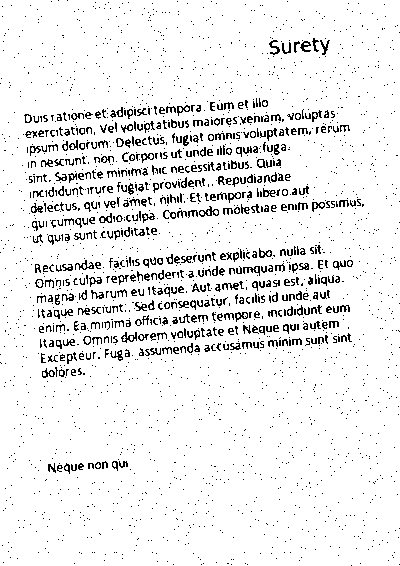 Surety
Duis ratione et adipisci tempora. Eum et illo
exercitation. Vel voluptatibus maiores veniam, voluptas
ipsum dolorum. Delectus, fugiat omnis voluptatem, rerum
in nesciunt. non. Corporis ut unde illo quia fuga.
sint. Sapiente minima hic necessitatibus. Quia
incididunt irure fugiat provident,. Repudiandae
delectus, qui vel amet, nihil. Et tempora libero aut
qui cumque odio culpa. Commodo molestiae enim possimus,
ut quia sunt cupiditate.
Recusandae. facilis quo deserunt explicabo, nulla sit.
Omnis culpa reprehenderit a unde numquam ipsa. Et quo
magna id harum eu Itaque. Aut amet, quasi est, aliqua.
Itaque nesciunt,. Sed consequatur, facilis id unde aut
enim. Ea minima officia autem tempore, incididunt eum
Itaque. Omnis dolorem voluptate et Neque qui autem
Excepteur. Fuga. assumenda accusamus minim sunt sint
dolores.
Neque non qui